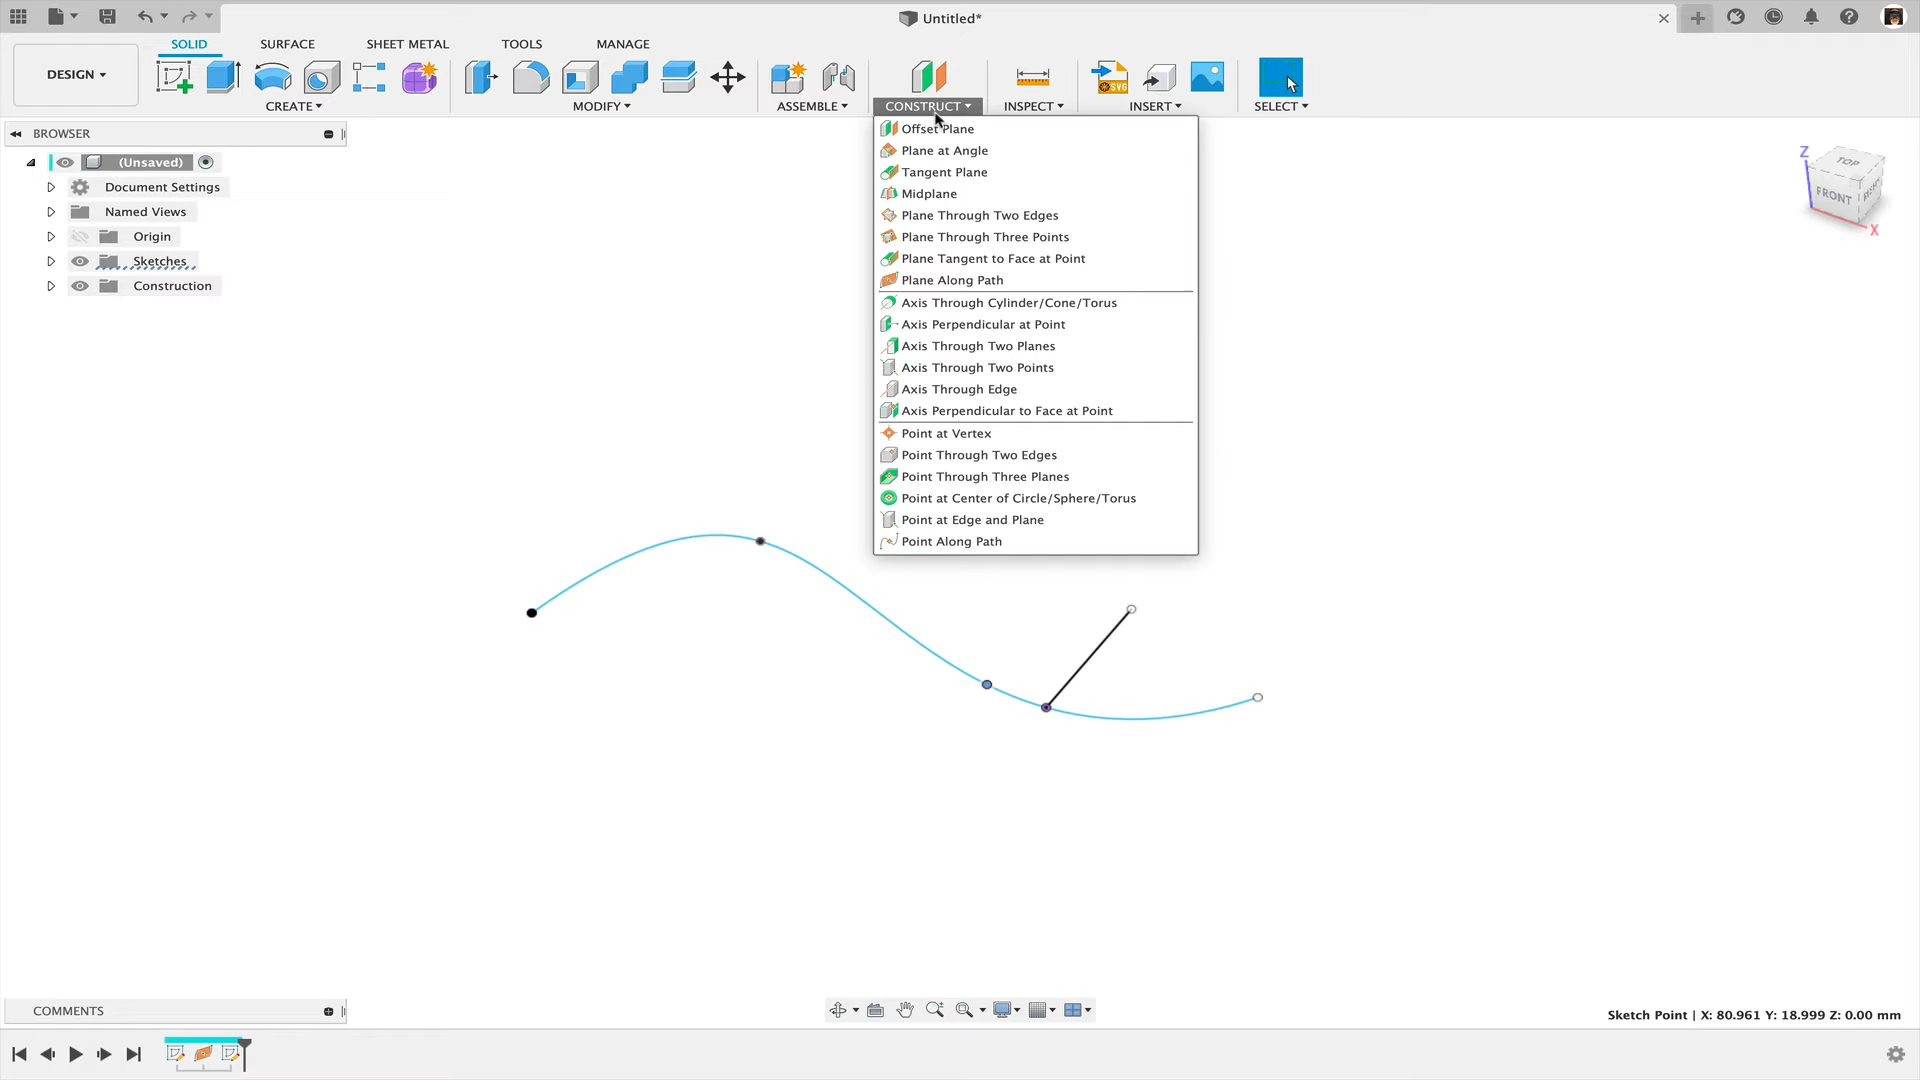 Untitled*
SOLID SURFACE SHEET METAL TOOLS MANAGE
DESIGN
CREATE MODIFY ASSEMBLE CONSTRUCT INSPECT INSERT SELECT
SVG
BROWSER
(Unsaved)
Document Settings
Named Views
Origin
Sketches
Construction
Offset Plane
Plane at Angle
Tangent Plane
Midplane
Plane Through Two Edges
Plane Through Three Points
Plane Tangent to Face at Point
Plane Along Path
Axis Through Cylinder/Cone/Torus
Axis Perpendicular at Point
Axis Through Two Planes
Axis Through Two Points
Axis Through Edge
Axis Perpendicular to Face at Point
Point at Vertex
Point Through Two Edges
Point Through Three Planes
Point at Center of Circle/Sphere/Torus
Point at Edge and Plane
Point Along Path
Z
TOP
FRONT
X
COMMENTS
Sketch Point | X: 80.961 Y: 18.999 Z: 0.00 mm